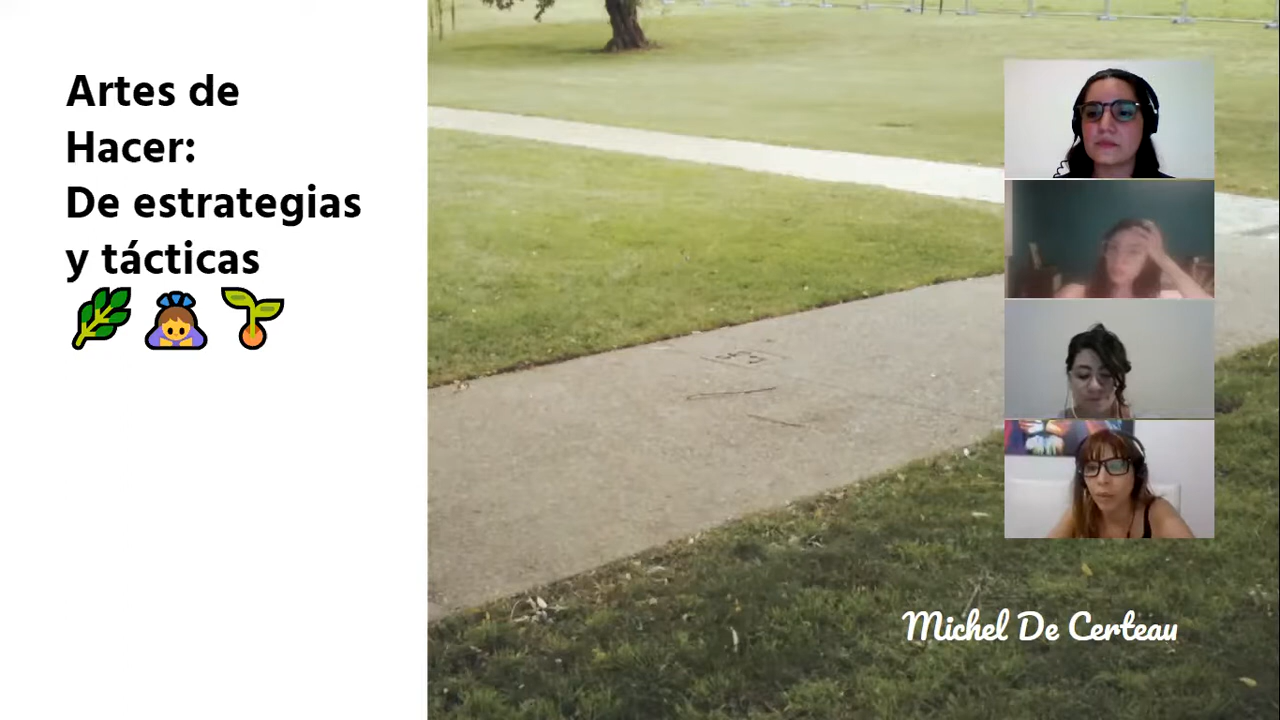 Artes de
Hacer:
De estrategias
y tácticas
Michel De Certeau